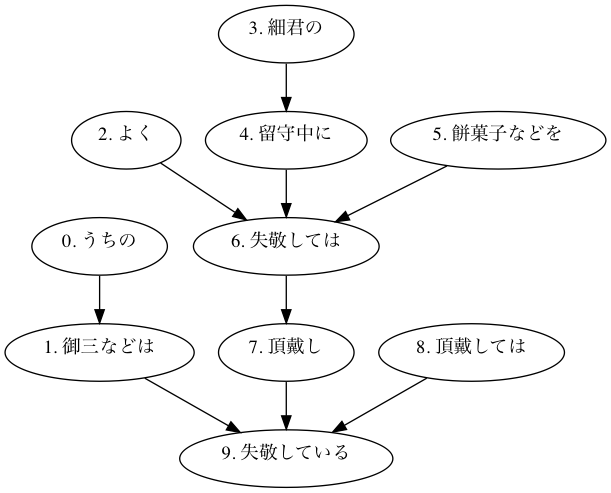 3. 細君の
2. よく
4. 留守中に
5. 餅菓子などを
0. うちの
6. 失敬しては
1. 御三などは
7. 頂戴し
8. 頂戴しては
9. 失敬している